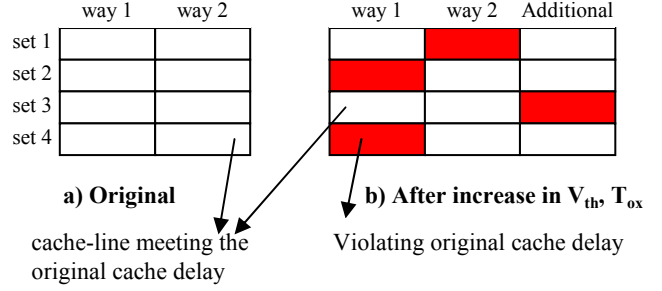 way 1 way 2
way 1 way 2 Additional
set 1
set 2
set 3
set 4
a) Original
b) After increase in Vth, Tox
cache-line meeting the
original cache delay
Violating original cache delay